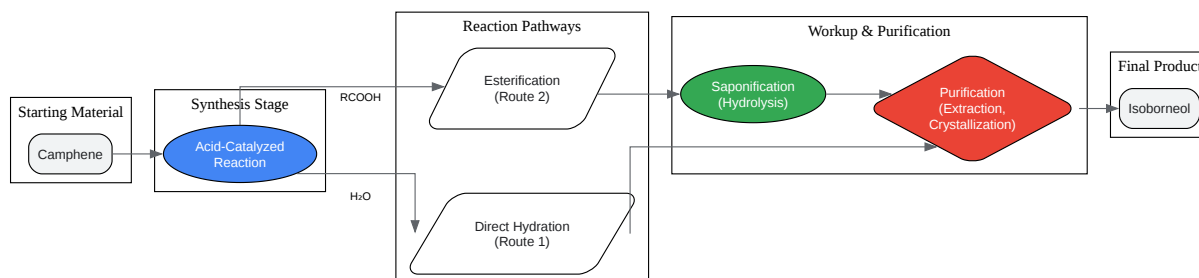 Starting Material
Camphene
Synthesis Stage
Acid-Catalyzed
Reaction
RCOOH
H₂O
Reaction Pathways
Esterification
(Route 2)
Direct Hydration
(Route 1)
Workup & Purification
Saponification
(Hydrolysis)
Purification
(Extraction,
Crystallization)
Final Product
Isoborneol